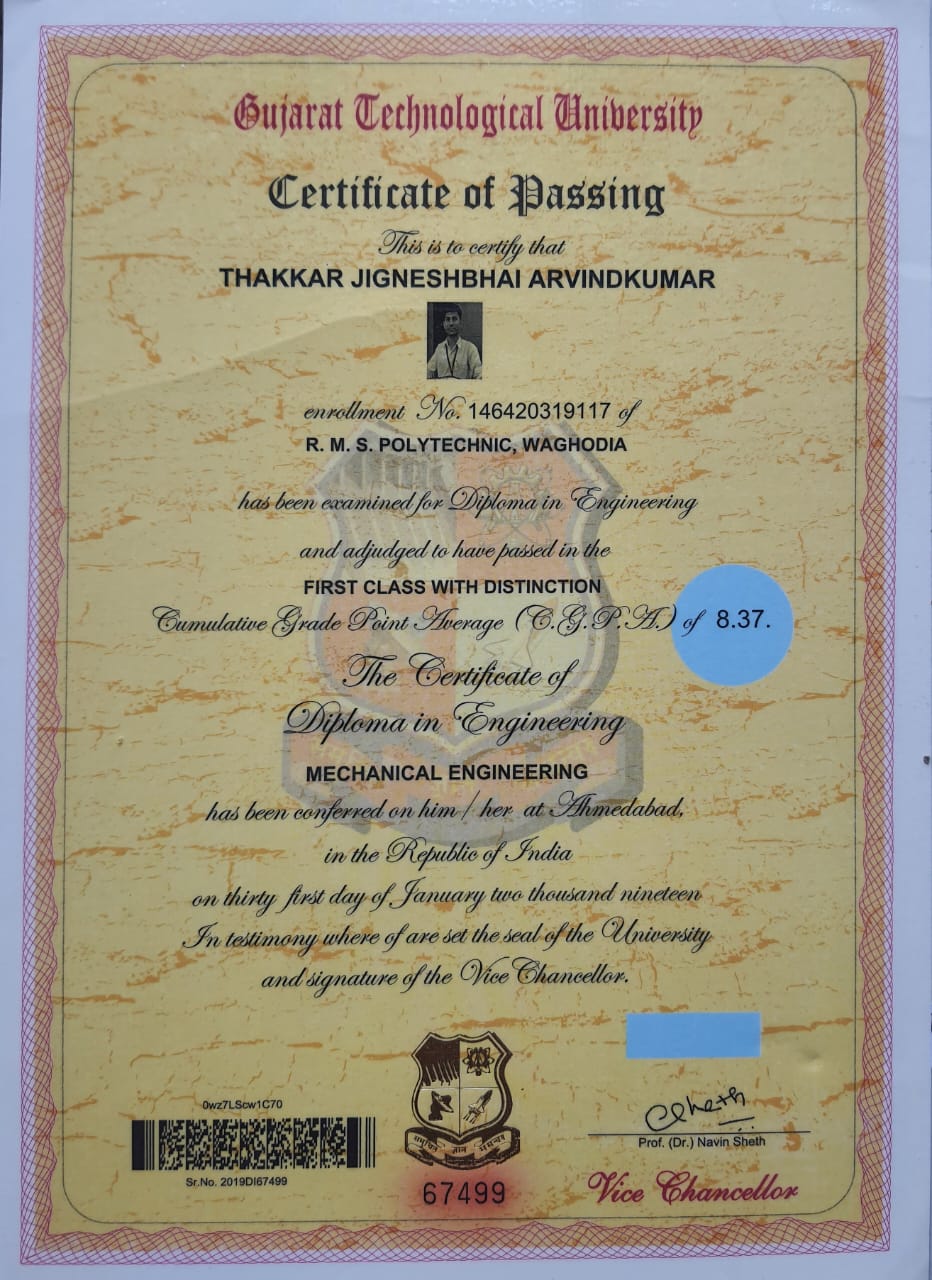 Gujarat Technological University
Certificate of Passing
This is to certify that
THAKKAR JIGNESHBHAI ARVINDKUMAR
enrollment No. 146420319117 of
R. M. S. POLYTECHNIC, WAGHODIA
has been examined for Diploma in Engineering
and adjudged to have passed in the
FIRST CLASS WITH DISTINCTION
Cumulative Grade Point Average (C.G.P.A.) of 8.37.
The Certificate of
Diploma in Engineering
MECHANICAL ENGINEERING
has been conferred on him / her at Ahmedabad,
in the Republic of India
on thirty first day of January two thousand nineteen
In testimony where of are set the seal of the University
and signature of the Vice Chancellor.
0wz7LScw1C70
Sr.No. 2019DI67499
67499
Prof. (Dr.) Navin Sheth
Vice Chancellor